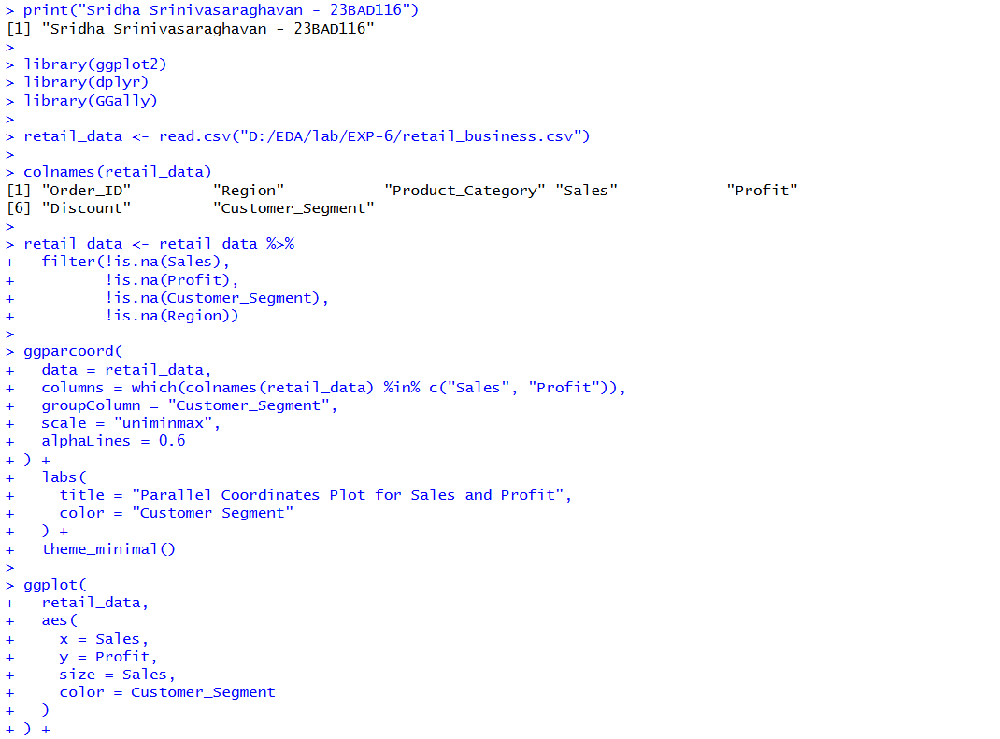 > print("Sridha Srinivasaraghavan - 23BAD116")
[1] "Sridha Srinivasaraghavan - 23BAD116"
>
> library(ggplot2)
> library(dplyr)
> library(GGally)
>
> retail_data <- read.csv("D:/EDA/lab/EXP-6/retail_business.csv")
>
> colnames(retail_data)
[1] "Order_ID"         "Region"           "Product_Category" "Sales"            "Profit"
[6] "Discount"         "Customer_Segment"
>
> retail_data <- retail_data %>%
+   filter(!is.na(Sales),
+          !is.na(Profit),
+          !is.na(Customer_Segment),
+          !is.na(Region))
>
> ggparcoord(
+   data = retail_data,
+   columns = which(colnames(retail_data) %in% c("Sales", "Profit")),
+   groupColumn = "Customer_Segment",
+   scale = "uniminmax",
+   alphaLines = 0.6
+ ) +
+   labs(
+     title = "Parallel Coordinates Plot for Sales and Profit",
+     color = "Customer Segment"
+   ) +
+   theme_minimal()
>
> ggplot(
+   retail_data,
+   aes(
+     x = Sales,
+     y = Profit,
+     size = Sales,
+     color = Customer_Segment
+   )
+ ) +